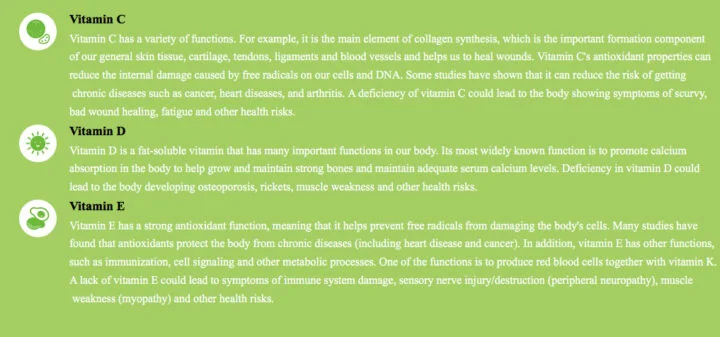 Vitamin C
Vitamin C has a variety of functions. For example, it is the main element of collagen synthesis, which is the important formation component
of our general skin tissue, cartilage, tendons, ligaments and blood vessels and helps us to heal wounds. Vitamin C's antioxidant properties can
reduce the internal damage caused by free radicals on our cells and DNA. Some studies have shown that it can reduce the risk of getting
chronic diseases such as cancer, heart diseases, and arthritis. A deficiency of vitamin C could lead to the body showing symptoms of scurvy,
bad wound healing, fatigue and other health risks.
Vitamin D
Vitamin D is a fat-soluble vitamin that has many important functions in our body. Its most widely known function is to promote calcium
absorption in the body to help grow and maintain strong bones and maintain adequate serum calcium levels. Deficiency in vitamin D could
lead to the body developing osteoporosis, rickets, muscle weakness and other health risks.
Vitamin E
Vitamin E has a strong antioxidant function, meaning that it helps prevent free radicals from damaging the body's cells. Many studies have
found that antioxidants protect the body from chronic diseases (including heart disease and cancer). In addition, vitamin E has other functions,
such as immunization, cell signaling and other metabolic processes. One of the functions is to produce red blood cells together with vitamin K.
A lack of vitamin E could lead to symptoms of immune system damage, sensory nerve injury/destruction (peripheral neuropathy), muscle
weakness (myopathy) and other health risks.